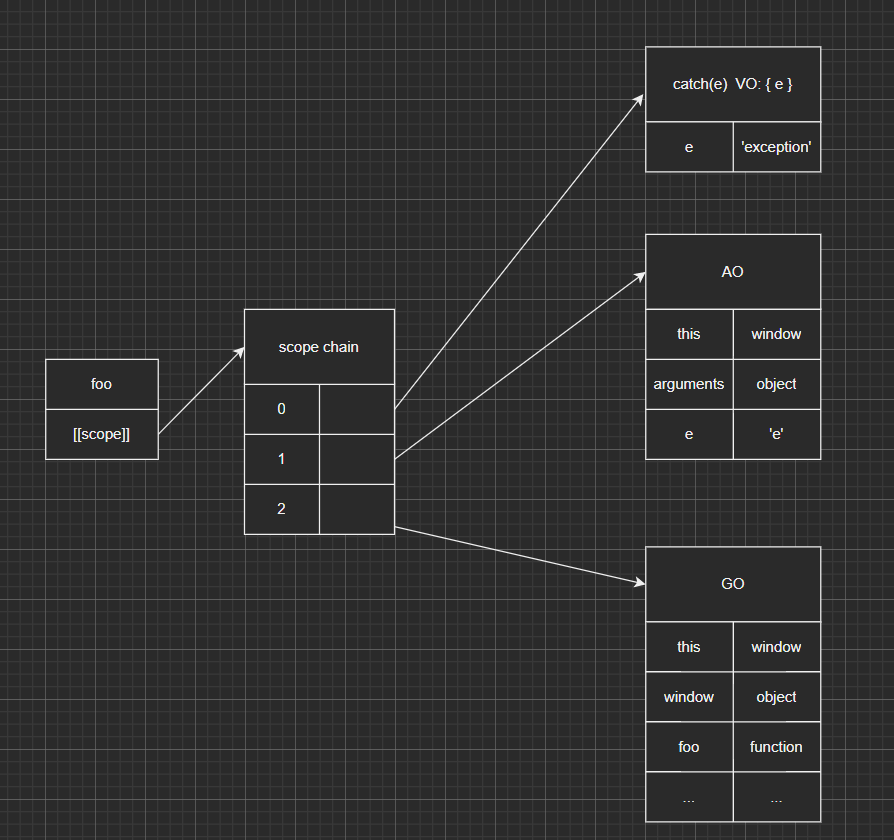 foo
[[scope]]
scope chain
0
1
2
catch(e)  VO: { e }
e 'exception'
AO
this window
arguments object
e 'e'
GO
this window
window object
foo function
... ...